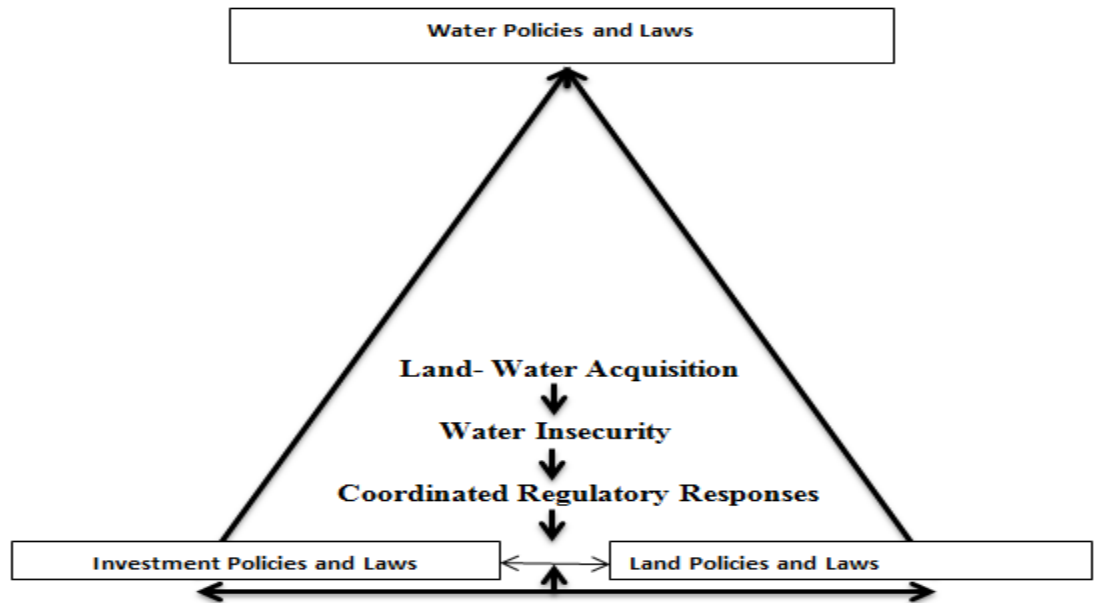 Water Policies and Laws
Land- Water Acquisition
Water Insecurity
Coordinated Regulatory Responses
Investment Policies and Laws
Land Policies and Laws